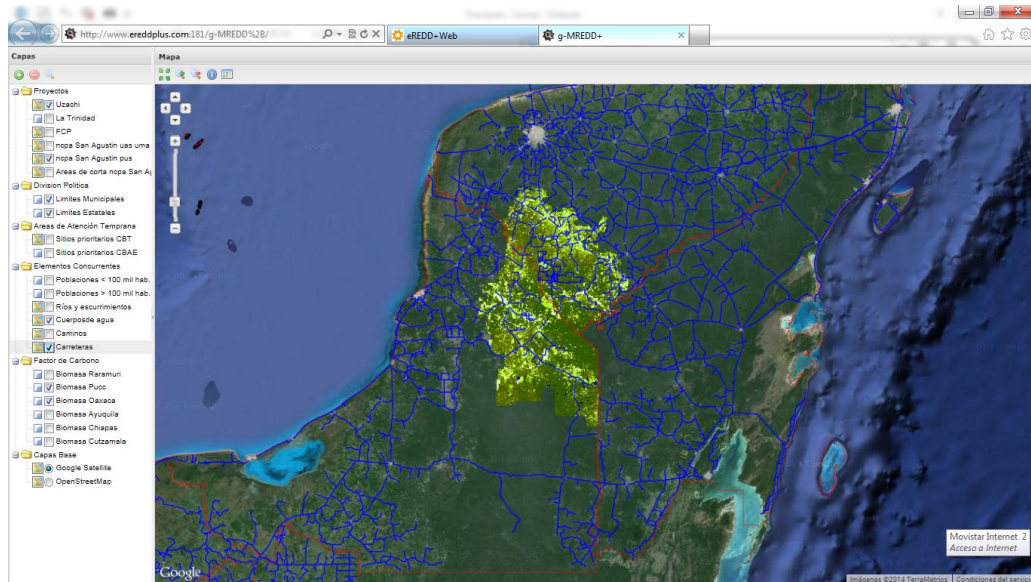 http://www.ereddplus.com:181/g-MREDD%2B/
eREDD+Web
g-MREDD+
Capas
Mapa
Proyectos
Uzachi
La Trinidad
FCP
nopa San Agustin uas uma
nopa San Agustin pus
Areas de corta nopa San Ag
Division Politica
Limites Municipales
Limites Estatales
Areas de Atención Temprana
Sitios prioritarios CBT
Sitios prioritarios CBAE
Elementos Concurrentes
Poblaciones < 100 mil hab.
Poblaciones > 100 mil hab.
Ríos y escurrimientos
Cuerposde agua
Caminos
Carreteras
Factor de Carbono
Biomasa Raramuri
Biomasa Pucc
Biomasa Oaxaca
Biomasa Ayuquila
Biomasa Chiapas
Biomasa Cutzamala
Capas Base
Google Satellite
OpenStreetMap
Movistar Internet 2
Acceso a Internet
Google
Imágenes ©2014 TerraMetrics
Condiciones del servicio